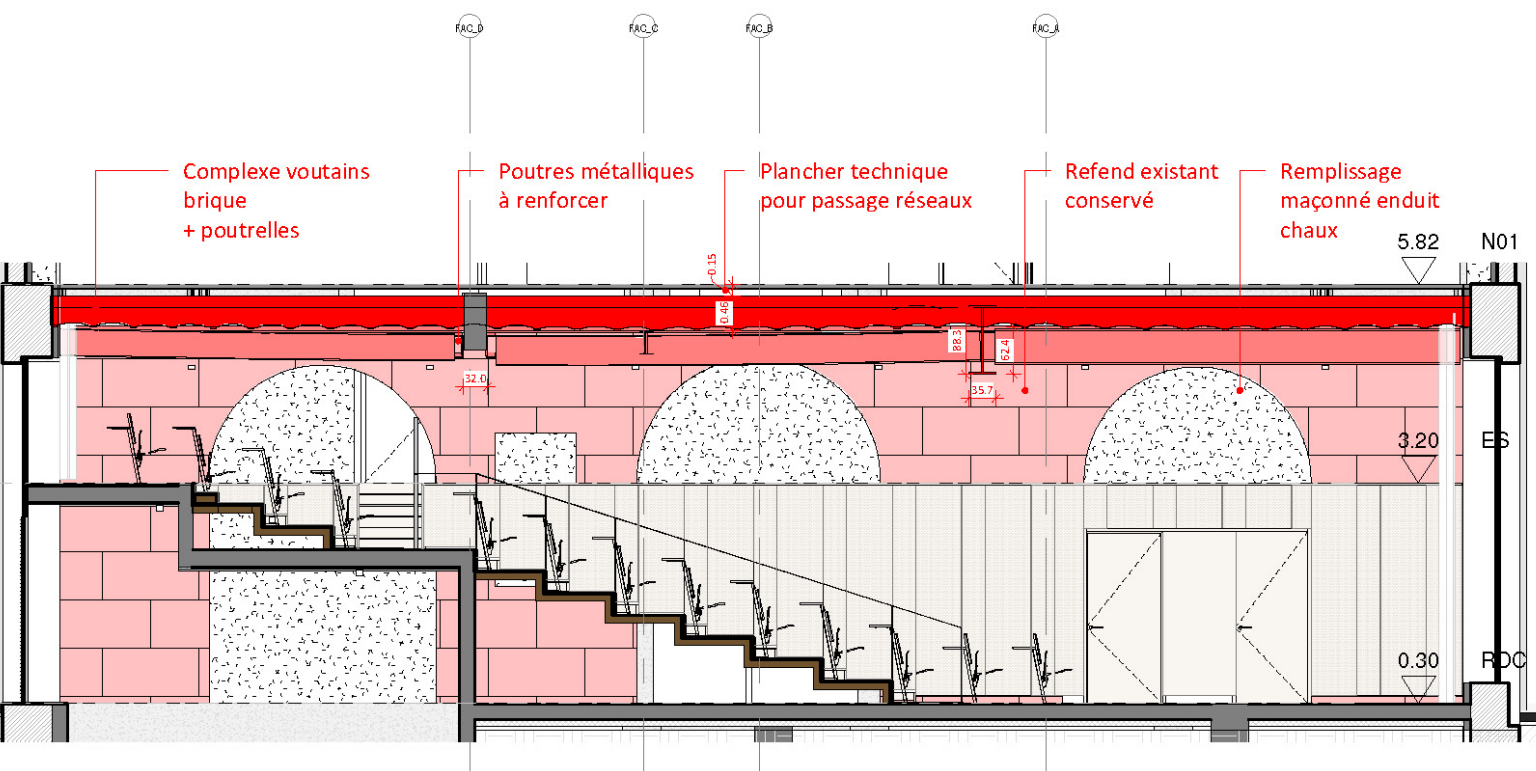 FAC_D
FAC_C
FAC_B
FAC_A
Complexe voutains
brique
+ poutrelles
Poutres métalliques
à renforcer
Plancher technique
pour passage réseaux
Refend existant
conservé
Remplissage
maçonné enduit
chaux
5.82 N01
0.15
0.46
88.3
62.4
32.0
35.7
3.20 ES
0.30 RDC